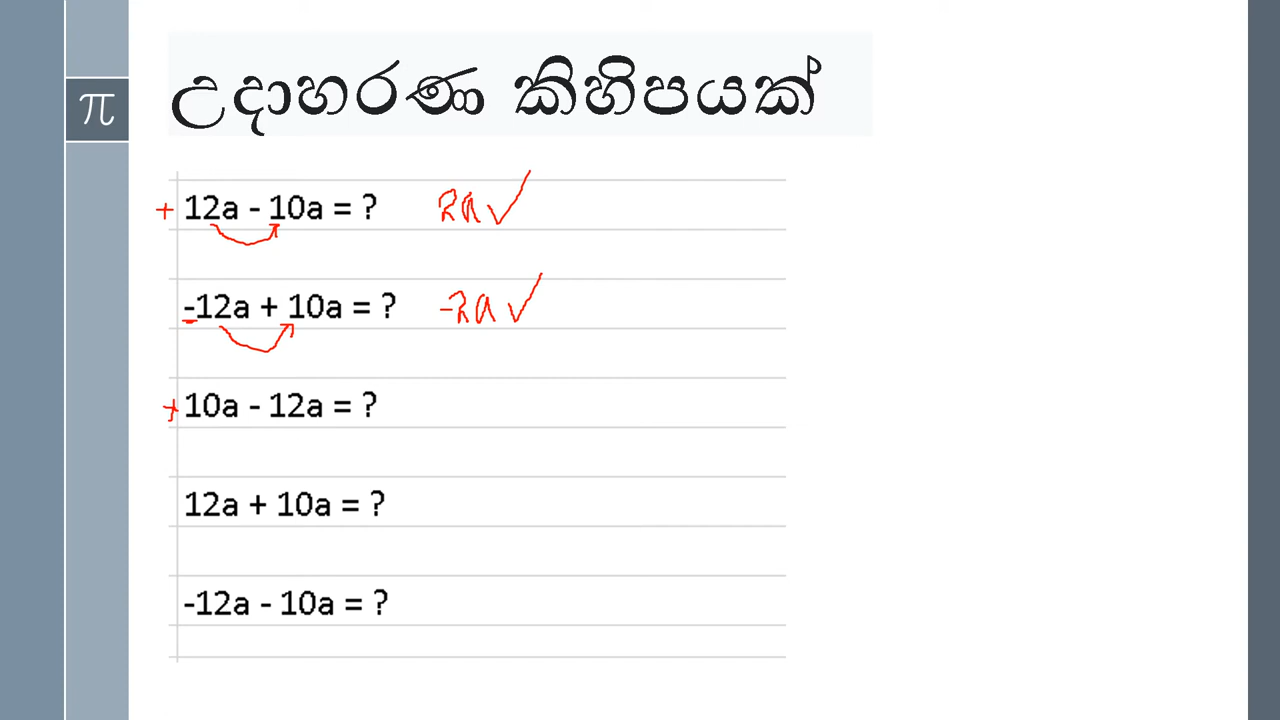 π
උදාහරණ කිහිපයක්
+ 12a - 10a = ? 2a ✓
-12a + 10a = ? -2a ✓
+ 10a - 12a = ?
12a + 10a = ?
-12a - 10a = ?